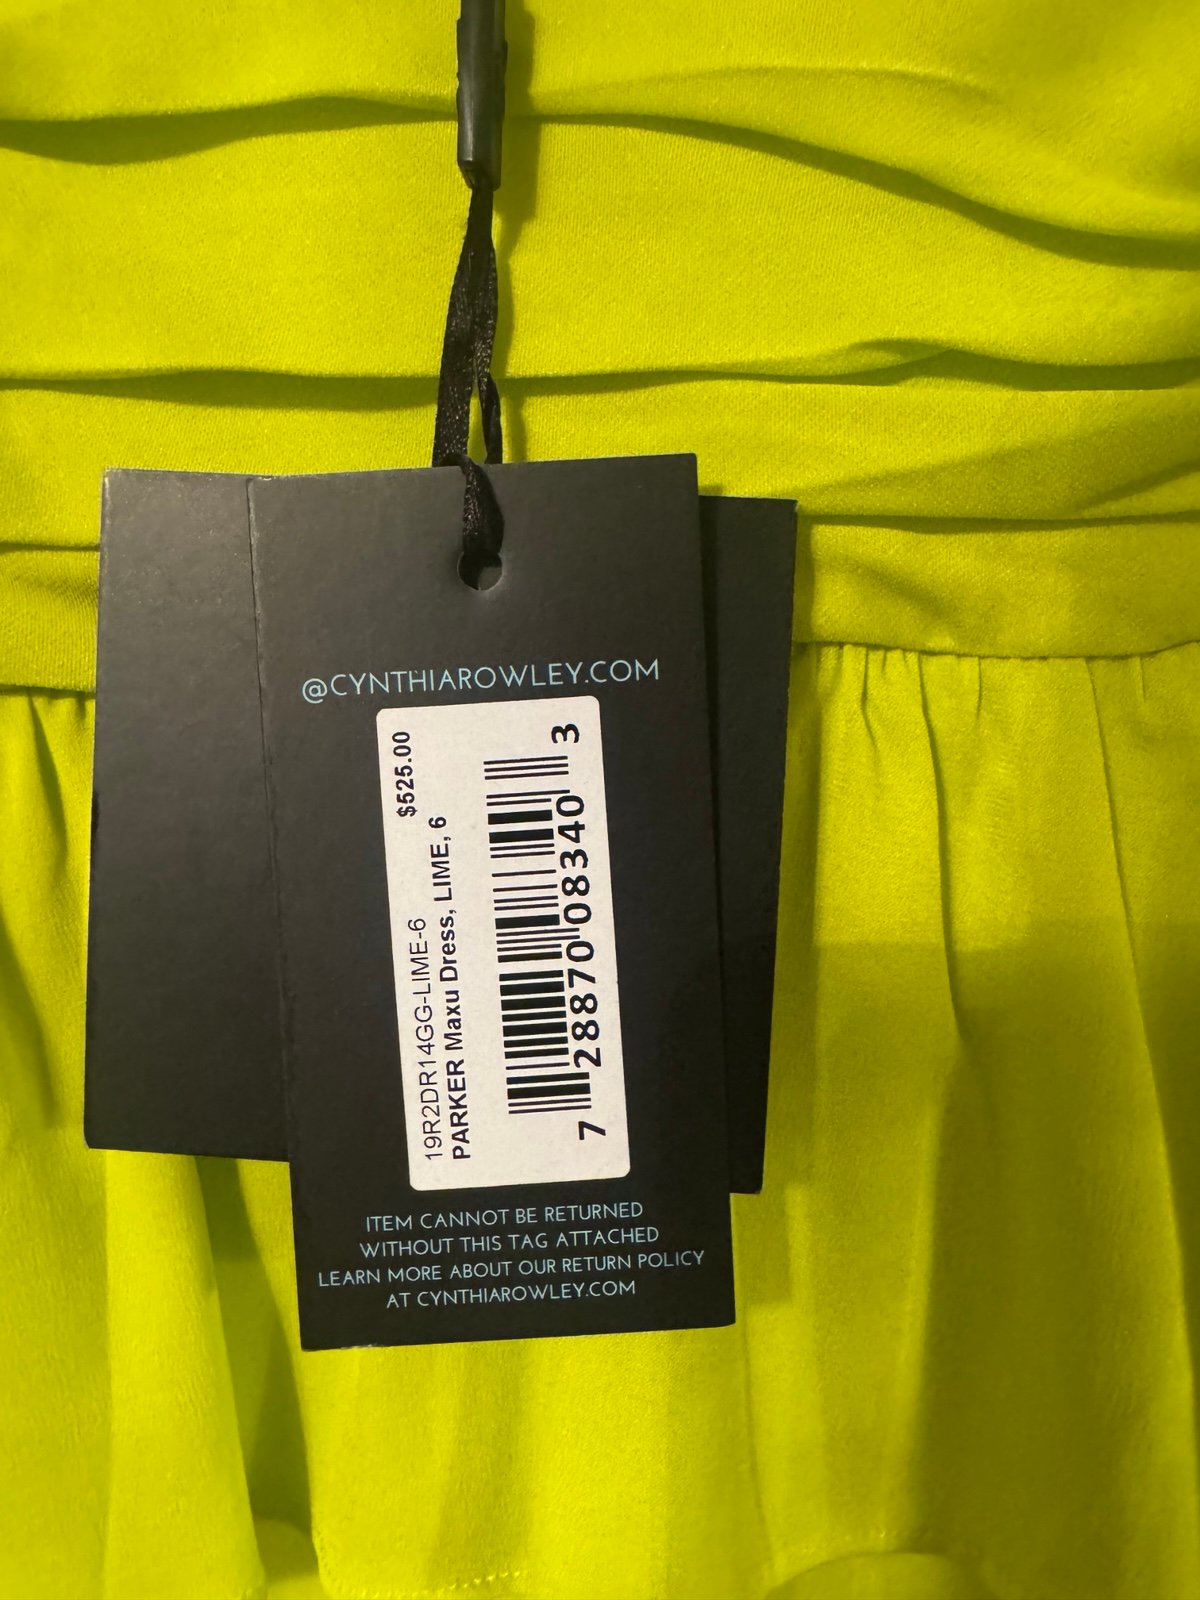 @CYNTHIAROWLEY.COM
$525.00
19R2DR14GG-LIME-6
PARKER Maxu Dress, LIME, 6
7 28870 08340 3
ITEM CANNOT BE RETURNED
WITHOUT THIS TAG ATTACHED
LEARN MORE ABOUT OUR RETURN POLICY
AT CYNTHIAROWLEY.COM